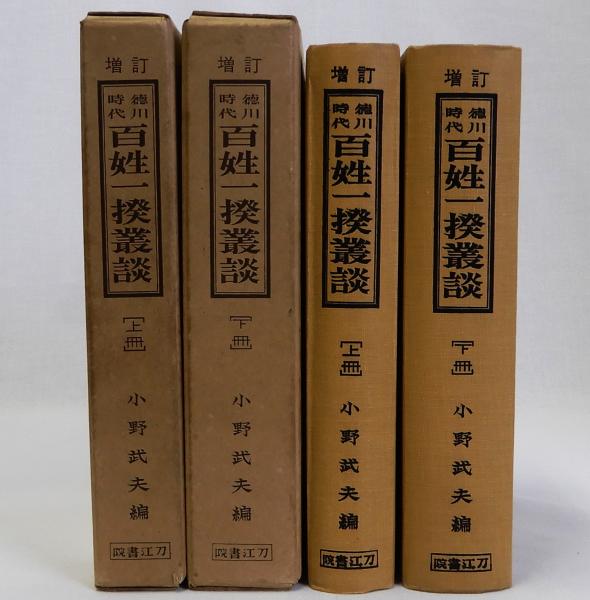 増訂
徳川
時代
百姓一揆叢談
［上冊］
小野武夫編
刀江書院
増訂
徳川
時代
百姓一揆叢談
［下冊］
小野武夫編
刀江書院
増訂
徳川
時代
百姓一揆叢談
［上冊］
小野武夫編
刀江書院
増訂
徳川
時代
百姓一揆叢談
［下冊］
小野武夫編
刀江書院